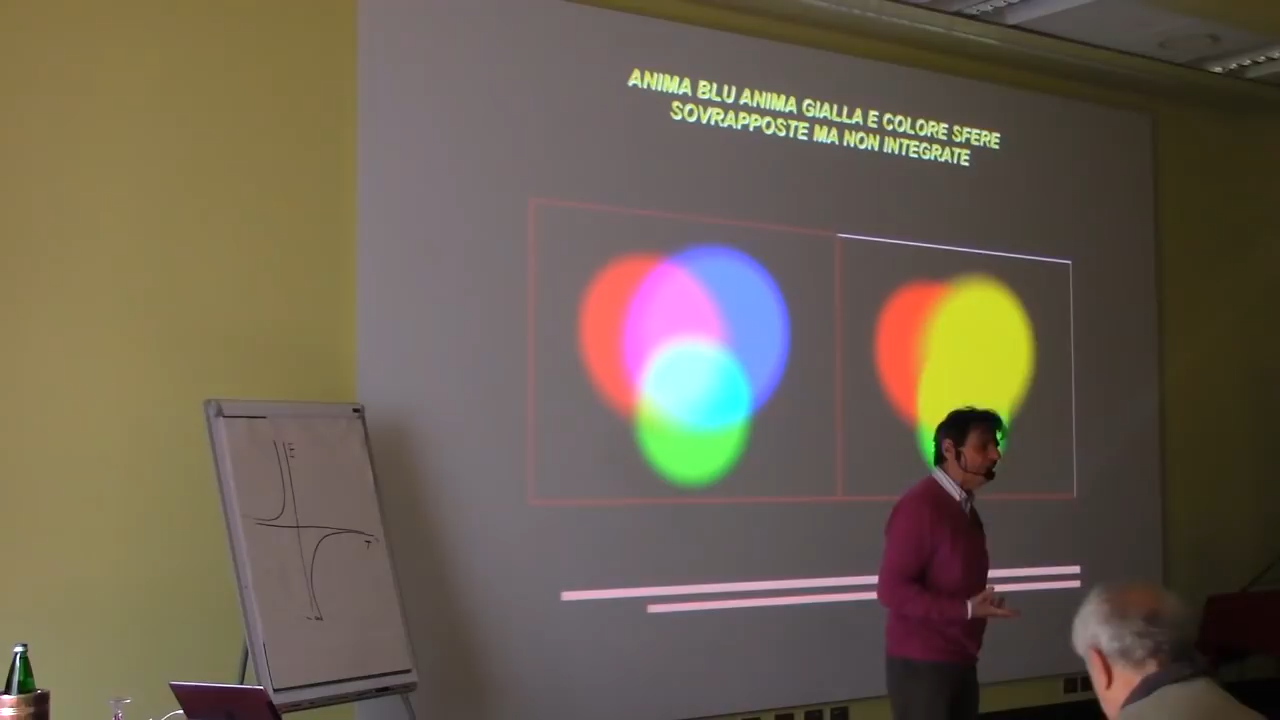 ANIMA BLU ANIMA GIALLA E COLORE SFERE
SOVRAPPOSTE MA NON INTEGRATE
E
T